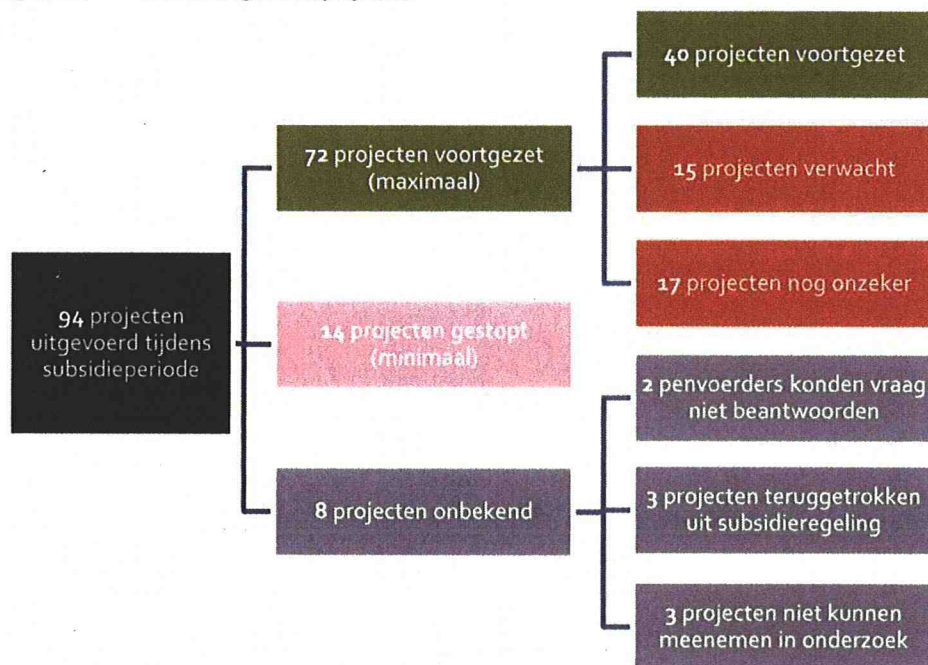 94 projecten
uitgevoerd tijdens
subsidieperiode
72 projecten voortgezet
(maximaal)
14 projecten gestopt
(minimaal)
8 projecten onbekend
40 projecten voortgezet
15 projecten verwacht
17 projecten nog onzeker
2 penvoerders konden vraag
niet beantwoorden
3 projecten teruggetrokken
uit subsidieregeling
3 projecten niet kunnen
meenemen in onderzoek